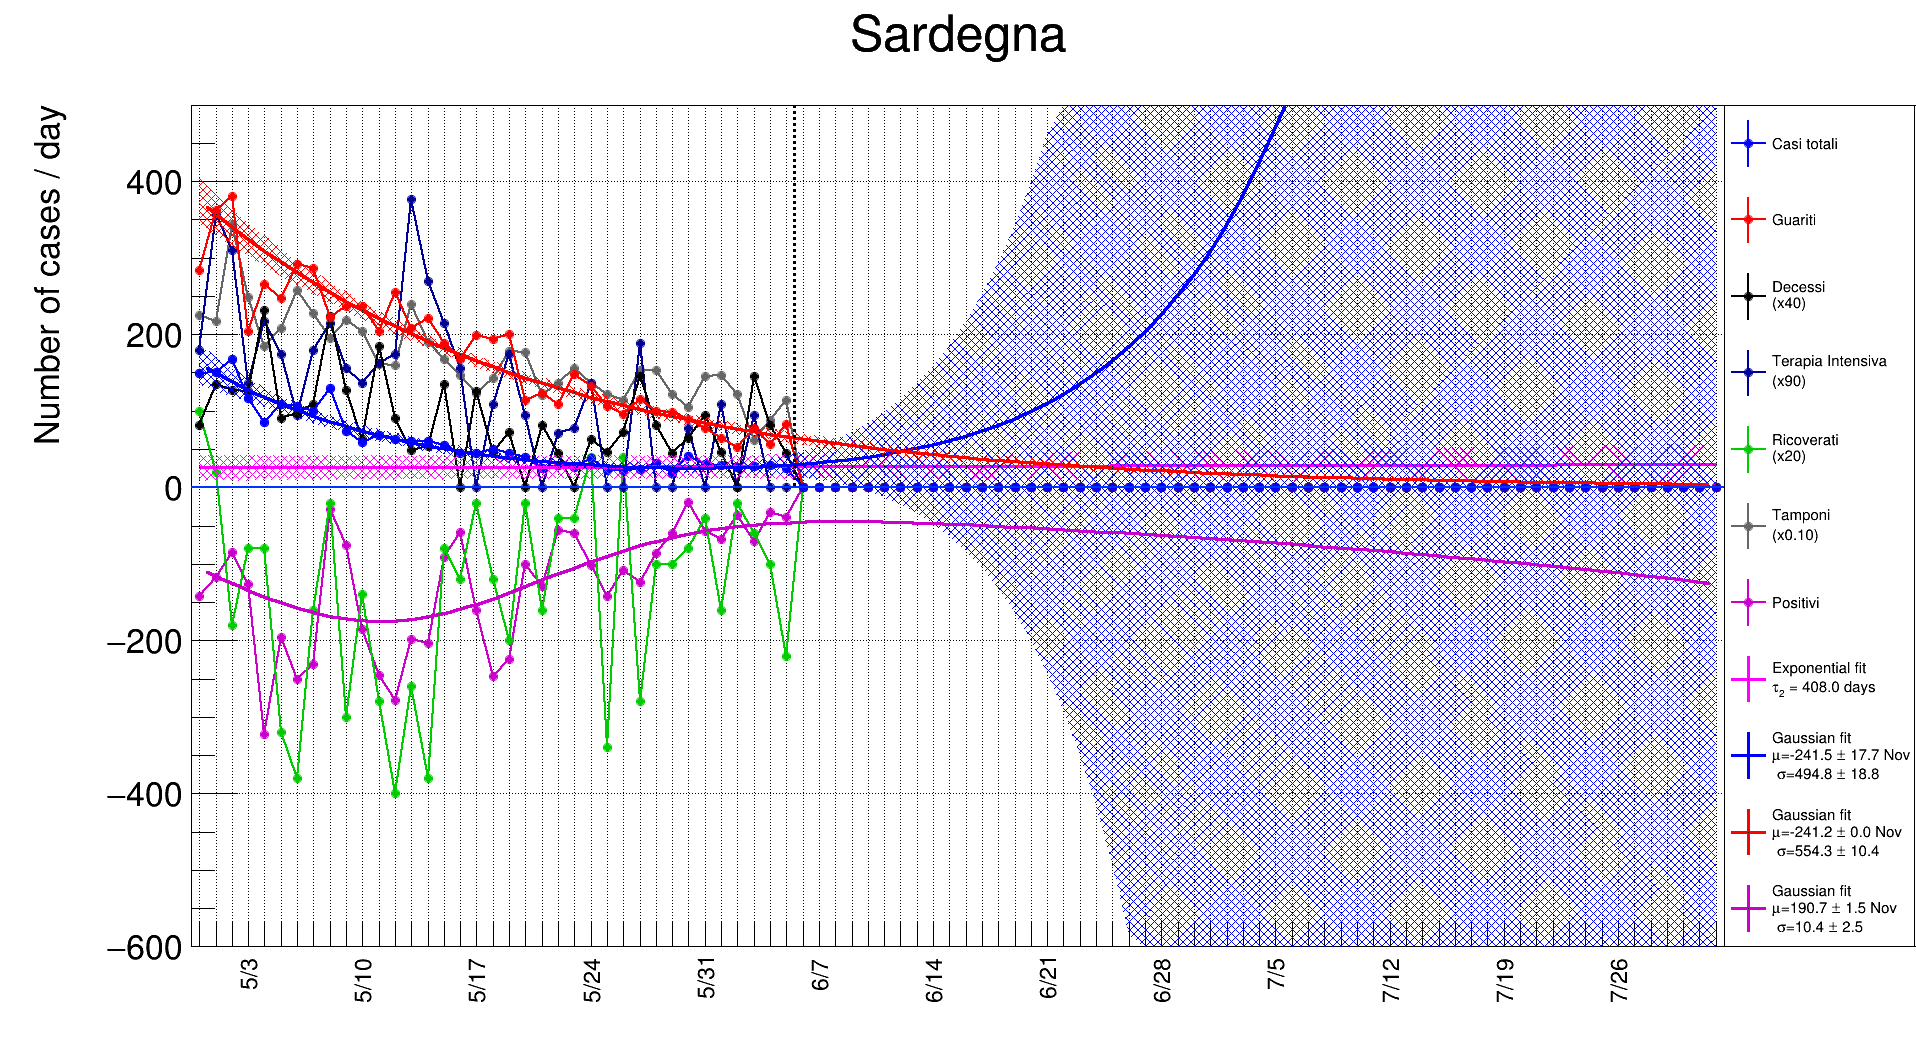 Sardegna
Number of cases / day
400
200
0
−200
−400
−600
5/3
5/10
5/17
5/24
5/31
6/7
6/14
6/21
6/28
7/5
7/12
7/19
7/26
Casi totali
Guariti
Decessi
(x40)
Terapia Intensiva
(x90)
Ricoverati
(x20)
Tamponi
(x0.10)
Positivi
Exponential fit
τ2 = 408.0 days
Gaussian fit
μ=-241.5 ± 17.7 Nov
σ=494.8 ± 18.8
Gaussian fit
μ=-241.2 ± 0.0 Nov
σ=554.3 ± 10.4
Gaussian fit
μ=190.7 ± 1.5 Nov
σ=10.4 ± 2.5